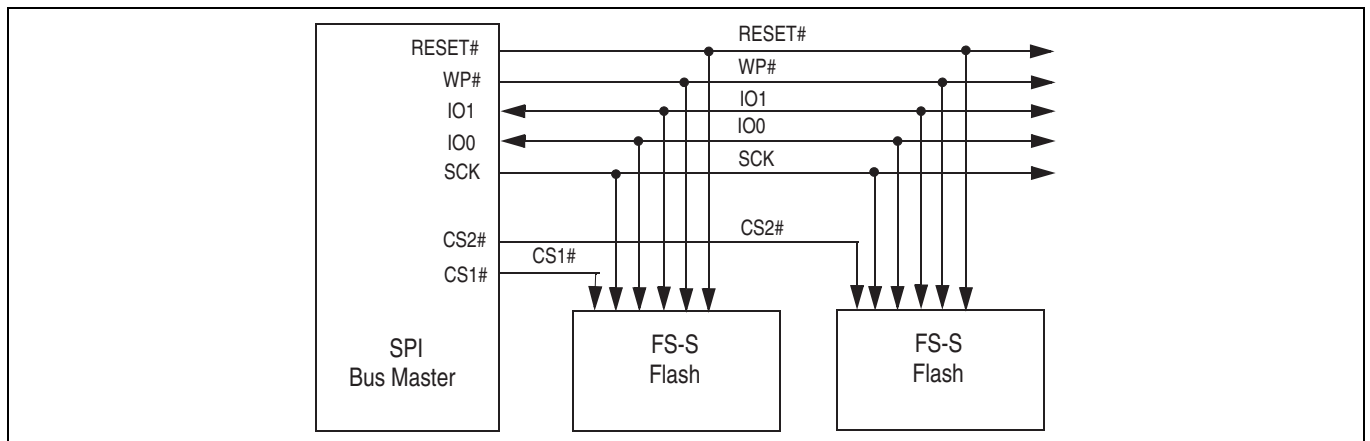 RESET#
RESET#
WP#
WP#
IO1
IO1
IO0
IO0
SCK
SCK
CS2#
CS2#
CS1#
CS1#
SPI
Bus Master
FS-S
Flash
FS-S
Flash